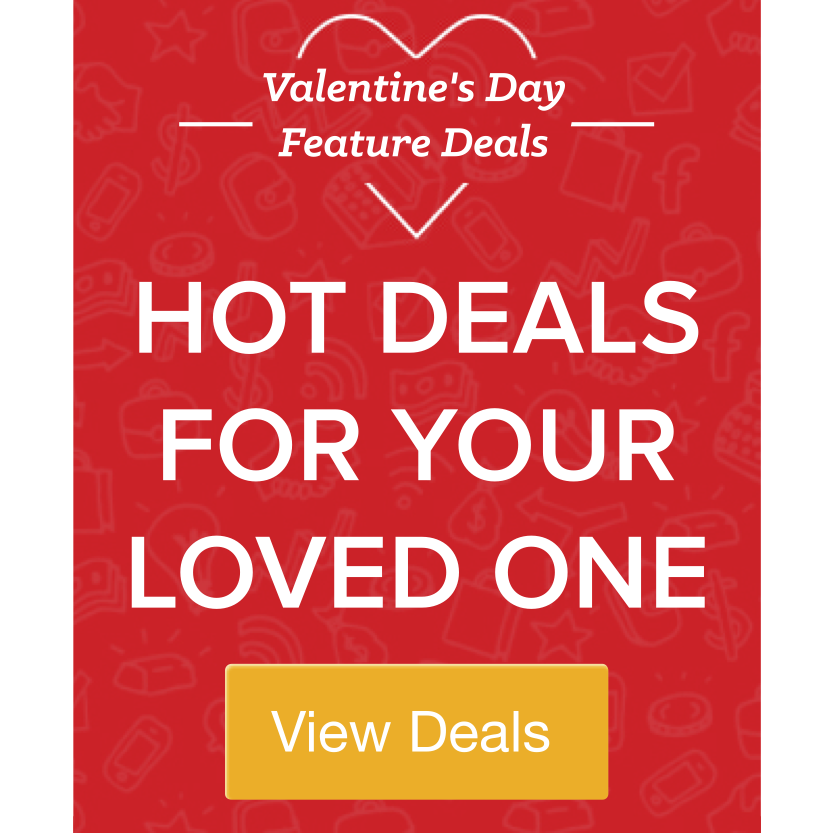 Valentine's Day
Feature Deals
HOT DEALS
FOR YOUR
LOVED ONE
View Deals